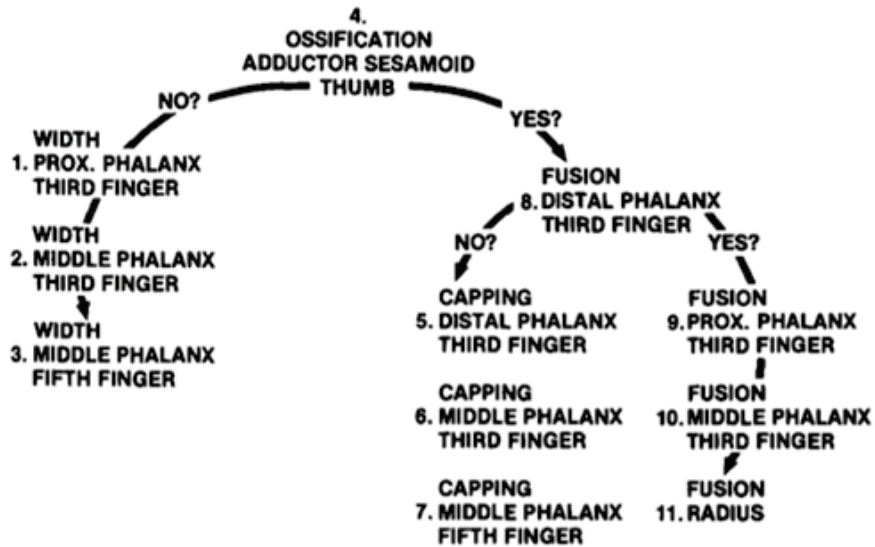 4.
OSSIFICATION
ADDUCTOR SESAMOID
THUMB
NO?
YES?
WIDTH
1. PROX. PHALANX
THIRD FINGER
WIDTH
2. MIDDLE PHALANX
THIRD FINGER
WIDTH
3. MIDDLE PHALANX
FIFTH FINGER
FUSION
8. DISTAL PHALANX
THIRD FINGER
NO?
YES?
CAPPING
5. DISTAL PHALANX
THIRD FINGER
CAPPING
6. MIDDLE PHALANX
THIRD FINGER
CAPPING
7. MIDDLE PHALANX
FIFTH FINGER
FUSION
9. PROX. PHALANX
THIRD FINGER
FUSION
10. MIDDLE PHALANX
THIRD FINGER
FUSION
11. RADIUS